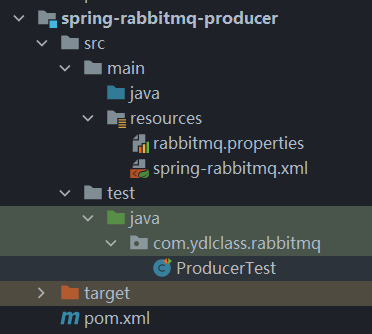 spring-rabbitmq-producer
src
main
java
resources
rabbitmq.properties
spring-rabbitmq.xml
test
java
com.ydlclass.rabbitmq
ProducerTest
target
pom.xml